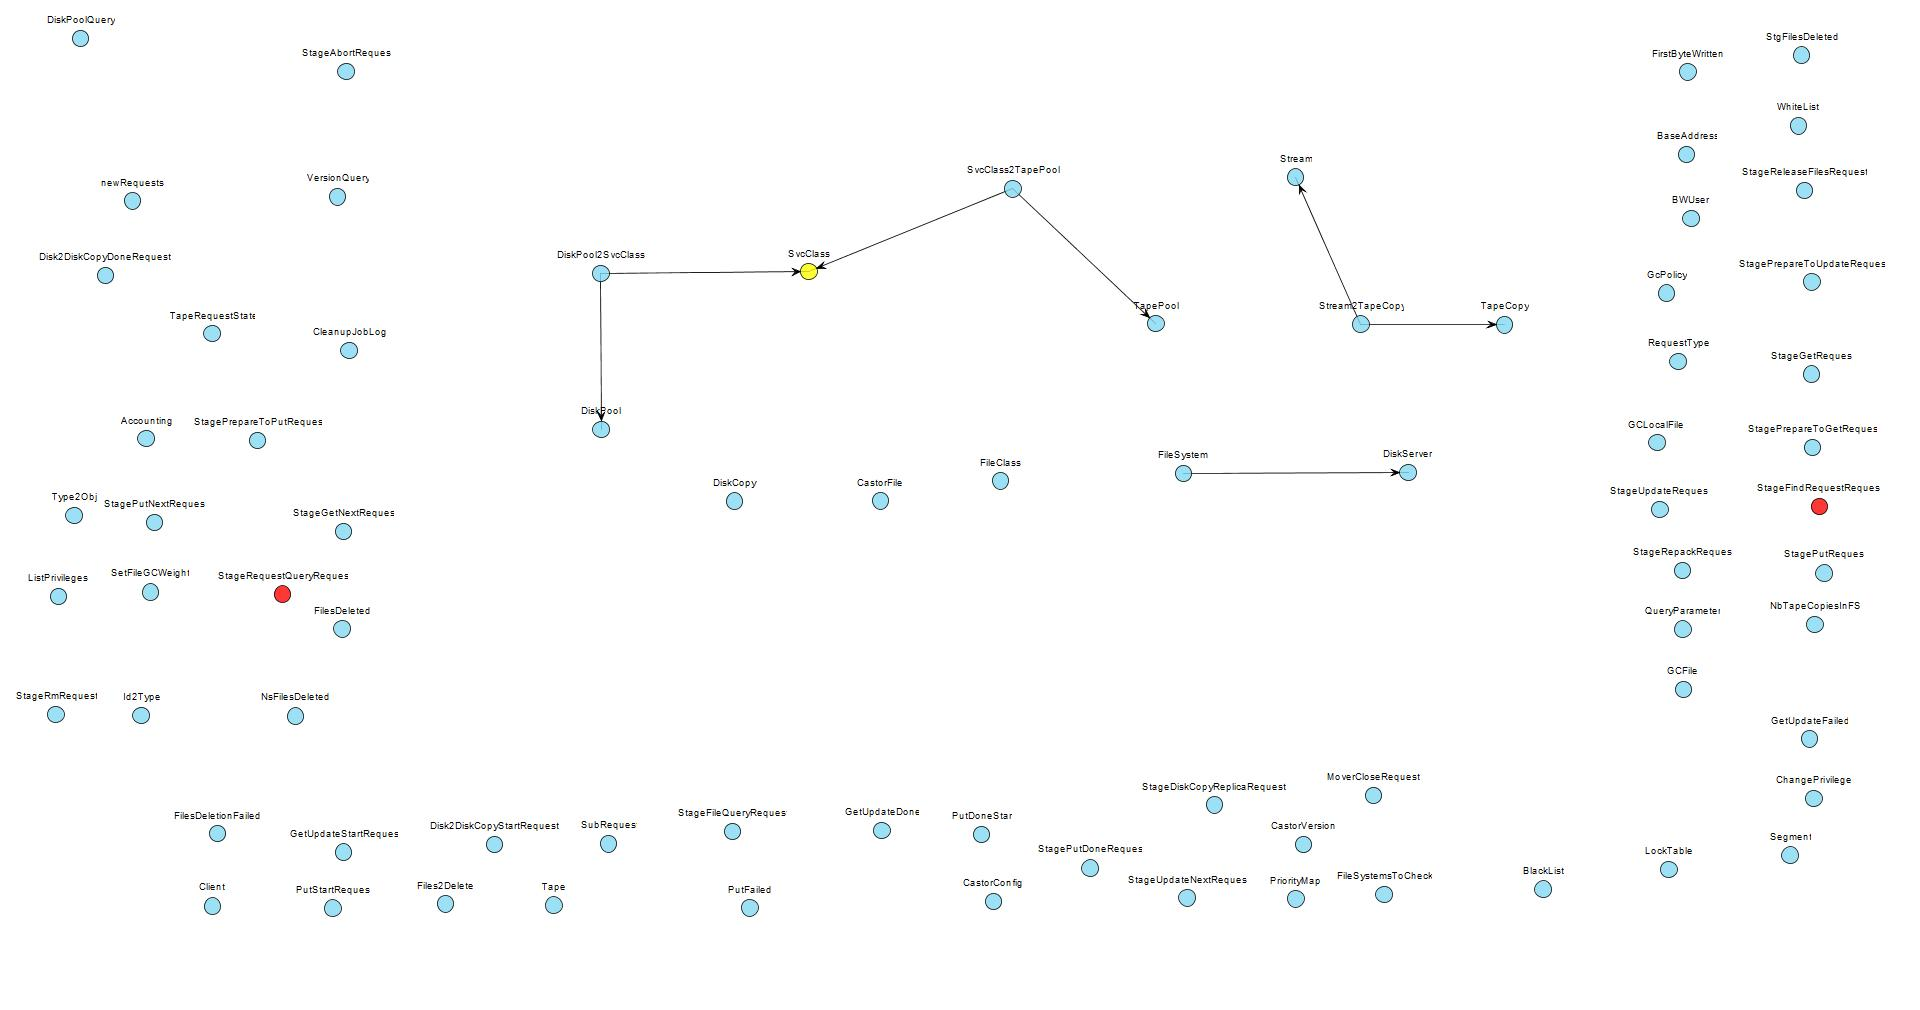 DiskPoolQuery
StgFilesDeleted
StageAbortReques
FirstByteWritten
WhiteList
BaseAddress
Stream
SvcClass2TapePool
StageReleaseFilesRequest
VersionQuery
newRequests
BWUser
DiskPool2SvcClass
SvcClass
Disk2DiskCopyDoneRequest
StagePrepareToUpdateReques
GcPolicy
TapePool
Stream2TapeCopy
TapeCopy
TapeRequestState
CleanupJobLog
RequestType
StageGetReques
DiskPool
Accounting
StagePrepareToPutReques
GCLocalFile
StagePrepareToGetReques
FileClass
FileSystem
DiskServer
DiskCopy
CastorFile
StageUpdateReques
StageFindRequestReques
Type2Obj
StagePutNextReques
StageGetNextReques
StageRepackReques
StagePutReques
ListPrivileges
SetFileGCWeight
StageRequestQueryReques
FilesDeleted
QueryParameter
NbTapeCopiesInFS
GCFile
StageRmRequest
Id2Type
NsFilesDeleted
GetUpdateFailed
StageDiskCopyReplicaRequest
MoverCloseRequest
ChangePrivilege
FilesDeletionFailed
GetUpdateStartReques
Disk2DiskCopyStartRequest
SubReques
StageFileQueryReques
GetUpdateDone
PutDoneStar
CastorVersion
Segment
StagePutDoneReques
LockTable
Client
PutStartReques
Files2Delete
Tape
PutFailed
CastorConfig
StageUpdateNextReques
PriorityMap
FileSystemsToCheck
BlackList